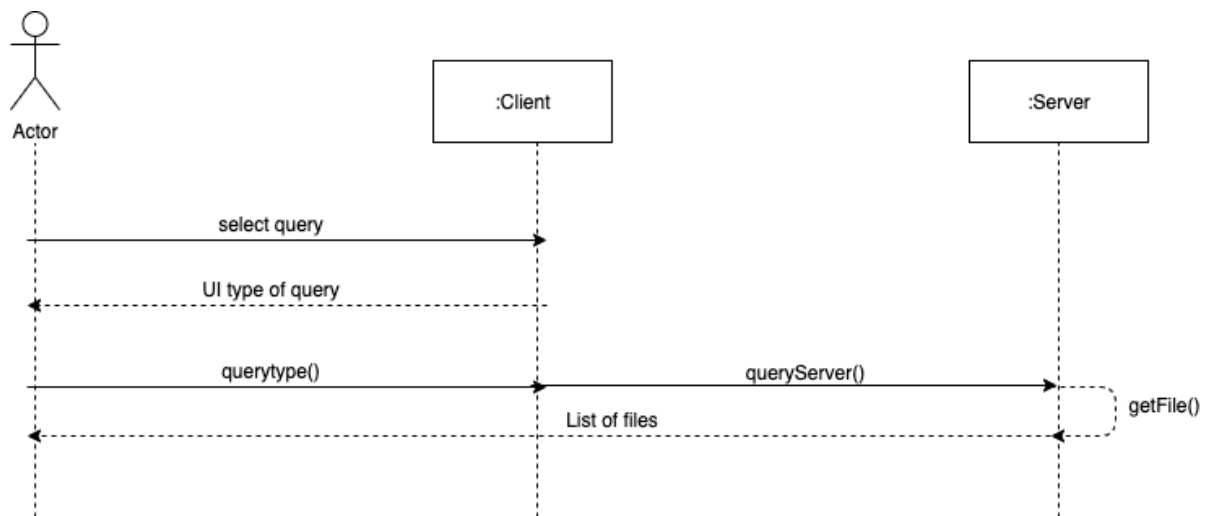 :Client
:Server
Actor
select query
UI type of query
querytype()
queryServer()
getFile()
List of files